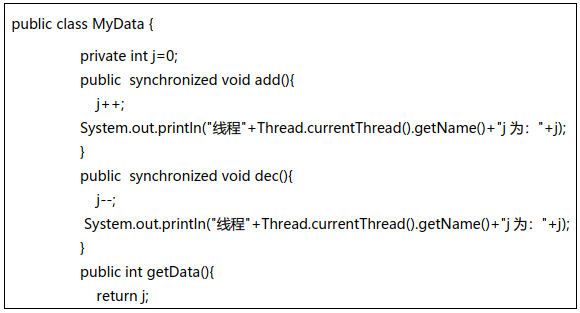 public class MyData {
private int j=0;
public  synchronized void add(){
j++;
System.out.println("线程"+Thread.currentThread().getName()+"j 为："+j);
}
public  synchronized void dec(){
j--;
System.out.println("线程"+Thread.currentThread().getName()+"j 为："+j);
}
public int getData(){
return j;